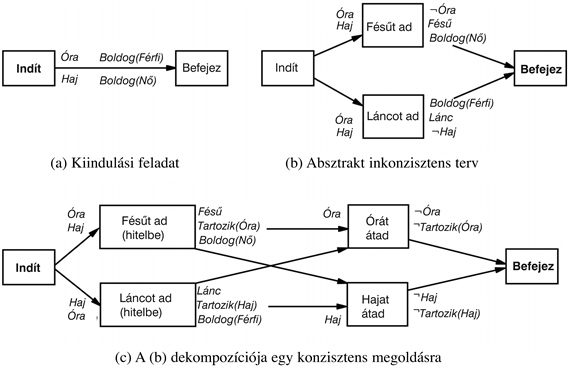 Indít
Óra
Haj
Boldog(Férfi)
Boldog(Nő)
Befejez
(a) Kiindulási feladat
Indít
Óra
Haj
Fésűt ad
¬Óra
Fésű
Boldog(Nő)
Óra
Haj
Láncot ad
Boldog(Férfi)
Lánc
¬Haj
Befejez
(b) Absztrakt inkonzisztens terv
Indít
Óra
Haj
Fésűt ad
(hitelbe)
Fésű
Tartozik(Óra)
Boldog(Nő)
Óra
Órát
átad
¬Óra
¬Tartozik(Óra)
Haj
Óra
Láncot ad
(hitelbe)
Lánc
Tartozik(Haj)
Boldog(Férfi)
Haj
Hajat
átad
¬Haj
¬Tartozik(Haj)
Befejez
(c) A (b) dekompozíciója egy konzisztens megoldásra